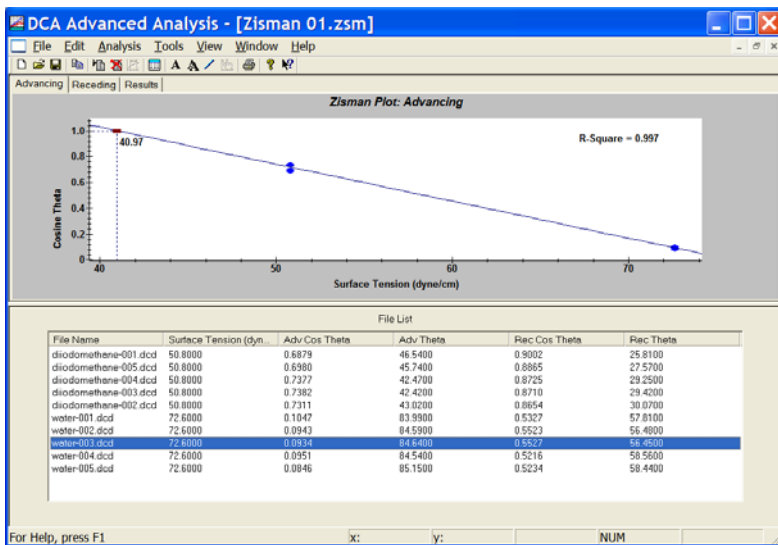 DCA Advanced Analysis - [Zisman 01.zsm]
File Edit Analysis Tools View Window Help
Advancing Receding Results
Zisman Plot: Advancing
R-Square = 0.997
40.97
Cosine Theta
1.0
0.8
0.6
0.4
0.2
0
40 50 60 70
Surface Tension (dyne/cm)
File List
File Name Surface Tension (dyn... Adv Cos Theta Adv Theta Rec Cos Theta Rec Theta
diiodomethane-001.dcd 50.8000 0.6879 46.5400 0.9002 25.8100
diiodomethane-005.dcd 50.8000 0.6980 45.7400 0.8865 27.5700
diiodomethane-004.dcd 50.8000 0.7377 42.4700 0.8725 29.2500
diiodomethane-003.dcd 50.8000 0.7382 42.4200 0.8710 29.4200
diiodomethane-002.dcd 50.8000 0.7311 43.0200 0.8654 30.0700
water-001.dcd 72.6000 0.1047 83.9900 0.5327 57.8100
water-002.dcd 72.6000 0.0943 84.5900 0.5523 56.4800
water-003.dcd 72.6000 0.0934 84.6400 0.5527 56.4500
water-004.dcd 72.6000 0.0951 84.5400 0.5216 58.5600
water-005.dcd 72.6000 0.0846 85.1500 0.5234 58.4400
For Help, press F1 x: y: NUM